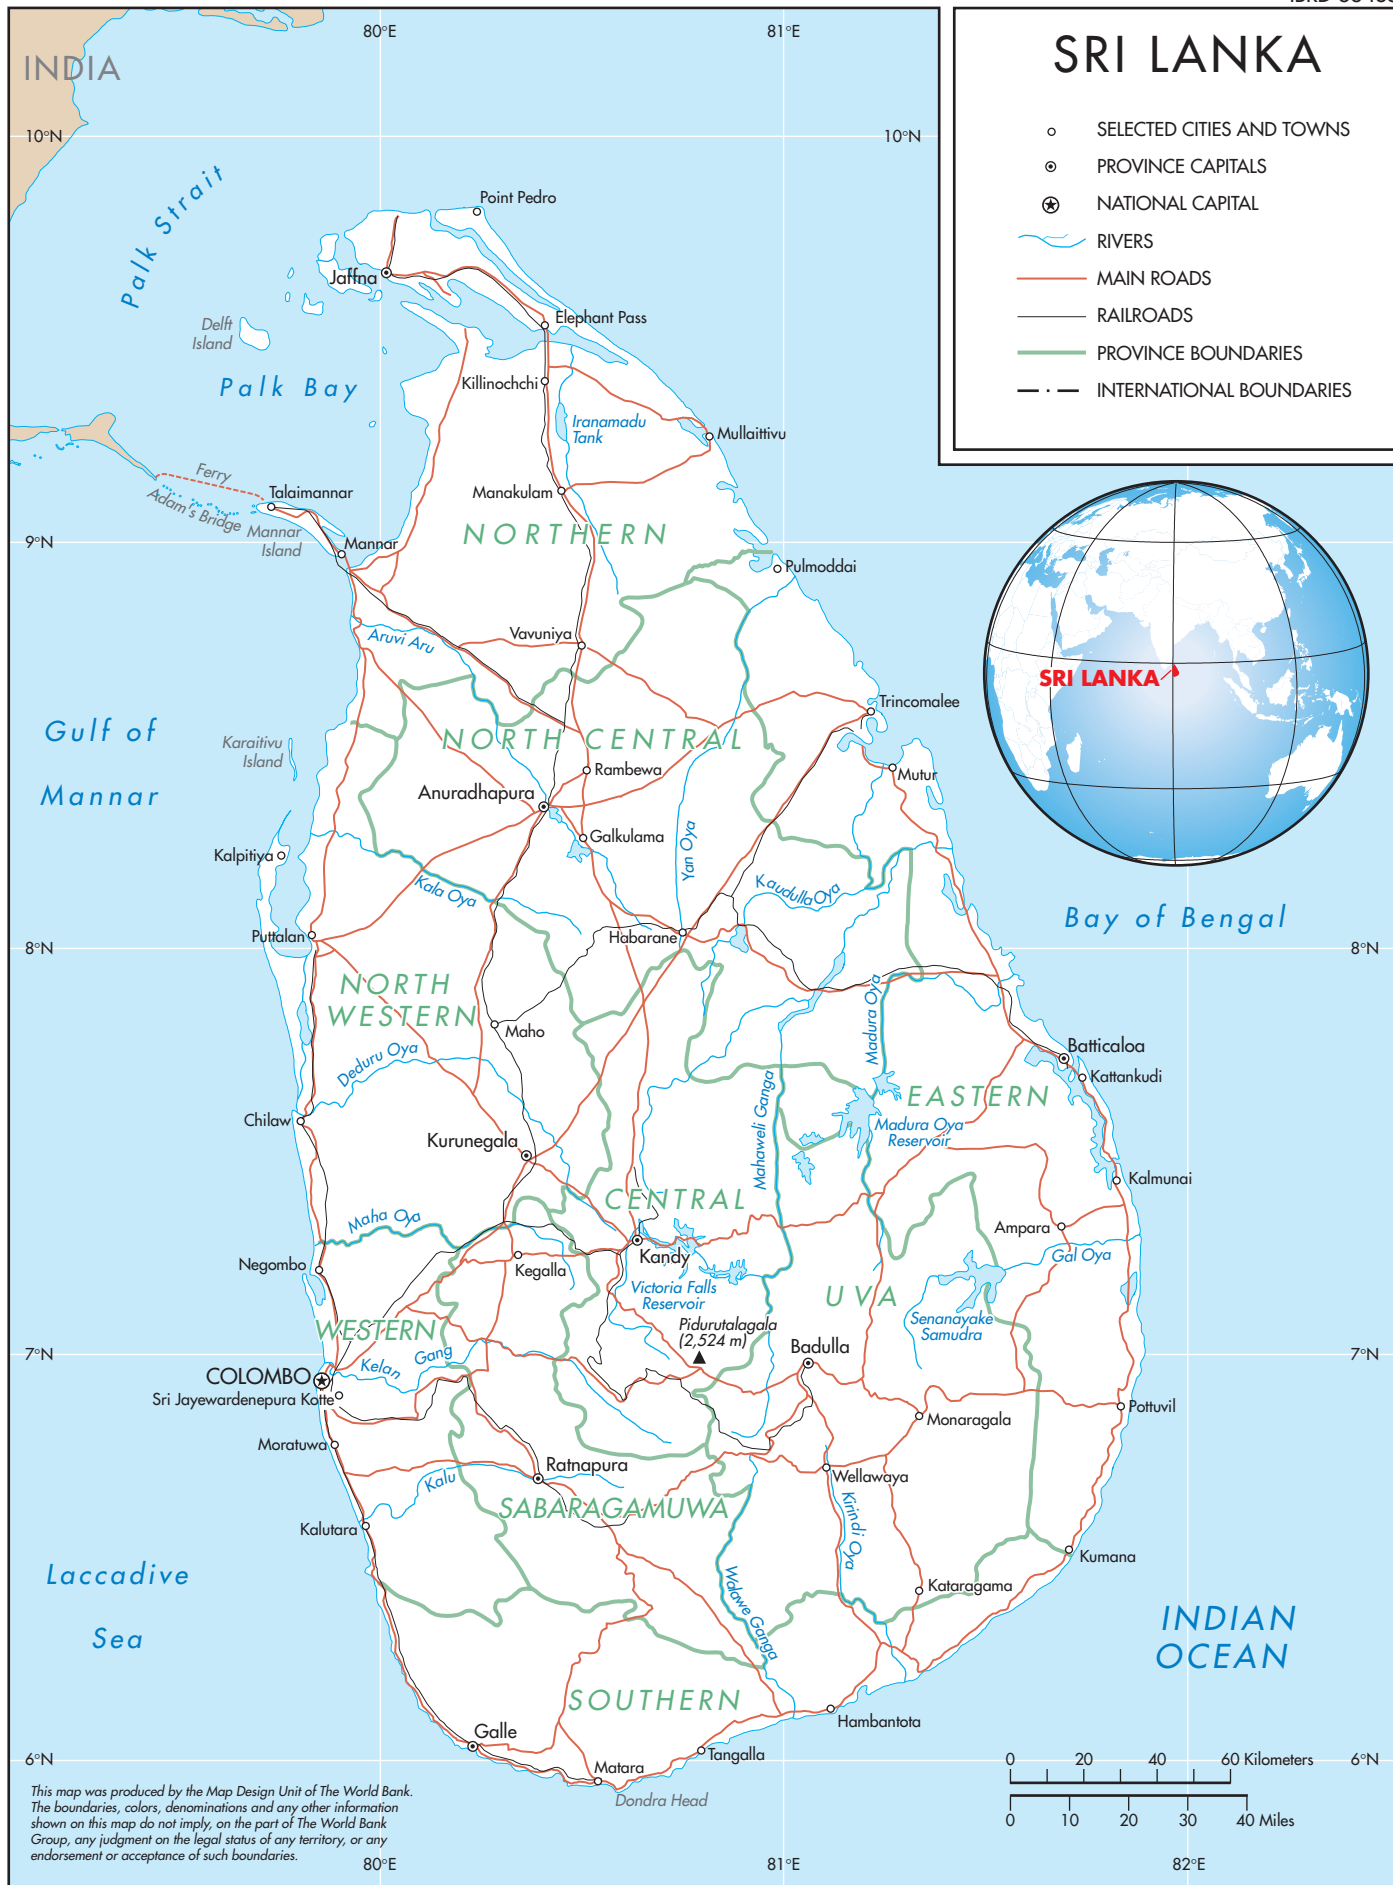 SRI LANKA
SELECTED CITIES AND TOWNS
PROVINCE CAPITALS
NATIONAL CAPITAL
RIVERS
MAIN ROADS
RAILROADS
PROVINCE BOUNDARIES
INTERNATIONAL BOUNDARIES
80°E
81°E
INDIA
10°N
10°N
Palk Strait
Point Pedro
Jaffna
Delft
Island
Elephant Pass
Palk Bay
Killinochchi
Iranamadu
Tank
Mullaittivu
Ferry
Adam's Bridge
Talaimannar
Manakulam
Mannar
Island
NORTHERN
9°N
Mannar
Pulmoddai
Aruvi Aru
Vavuniya
SRI LANKA
Trincomalee
Gulf of
Mannar
Karaitivu
Island
NORTH CENTRAL
Rambewa
Mutur
Anuradhapura
Galkulama
Yan Oya
Kalpitiya
Kala Oya
Kaudulla Oya
Bay of Bengal
Puttalan
Habarane
8°N
8°N
NORTH
WESTERN
Maho
Madura Oya
Deduru Oya
Batticaloa
Kattankudi
Mahaweli Ganga
EASTERN
Chilaw
Madura Oya
Reservoir
Kurunegala
Kalmunai
CENTRAL
Maha Oya
Ampara
Kandy
Gal Oya
Negombo
Kegalla
Victoria Falls
Reservoir
UVA
Senanayake
Samudra
WESTERN
Pidurutalagala
(2,524 m)
Badulla
7°N
7°N
Kelan
Gang
COLOMBO
Sri Jayewardenepura Kotte
Monaragala
Pottuvil
Moratuwa
Ratnapura
Wellawaya
Kalu
SABARAGAMUWA
Kirindi Oya
Kalutara
Kumana
Laccadive
Sea
Walawe Ganga
Kataragama
INDIAN
OCEAN
SOUTHERN
Hambantota
Galle
Tangalla
6°N
6°N
Matara
Dondra Head
0 20 40 60 Kilometers
0 10 20 30 40 Miles
This map was produced by the Map Design Unit of The World Bank.
The boundaries, colors, denominations and any other information
shown on this map do not imply, on the part of The World Bank
Group, any judgment on the legal status of any territory, or any
endorsement or acceptance of such boundaries.
80°E
81°E
82°E